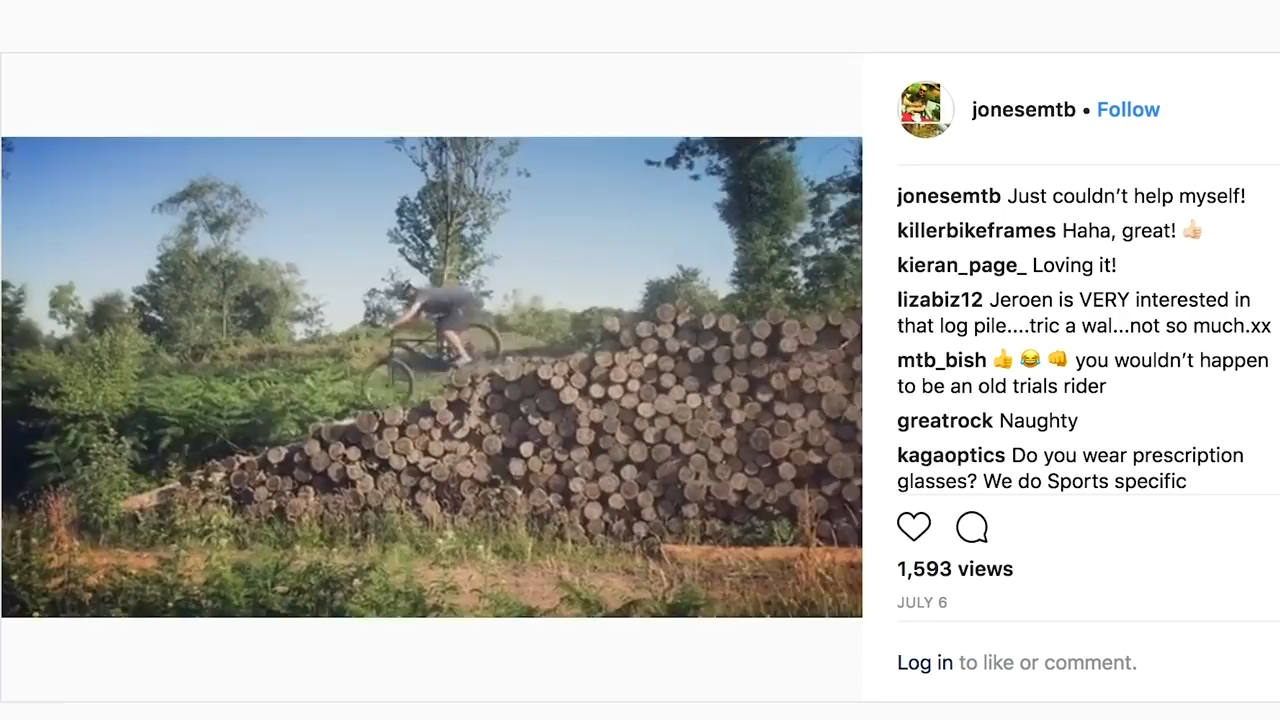 jonesemtb • Follow
jonesemtb Just couldn’t help myself!
killerbikeframes Haha, great! 👍🏻
kieran_page_ Loving it!
lizabiz12 Jeroen is VERY interested in
that log pile....tric a wal...not so much.xx
mtb_bish 👍 😂 👊 you wouldn’t happen
to be an old trials rider
greatrock Naughty
kagaoptics Do you wear prescription
glasses? We do Sports specific
1,593 views
JULY 6
Log in to like or comment.